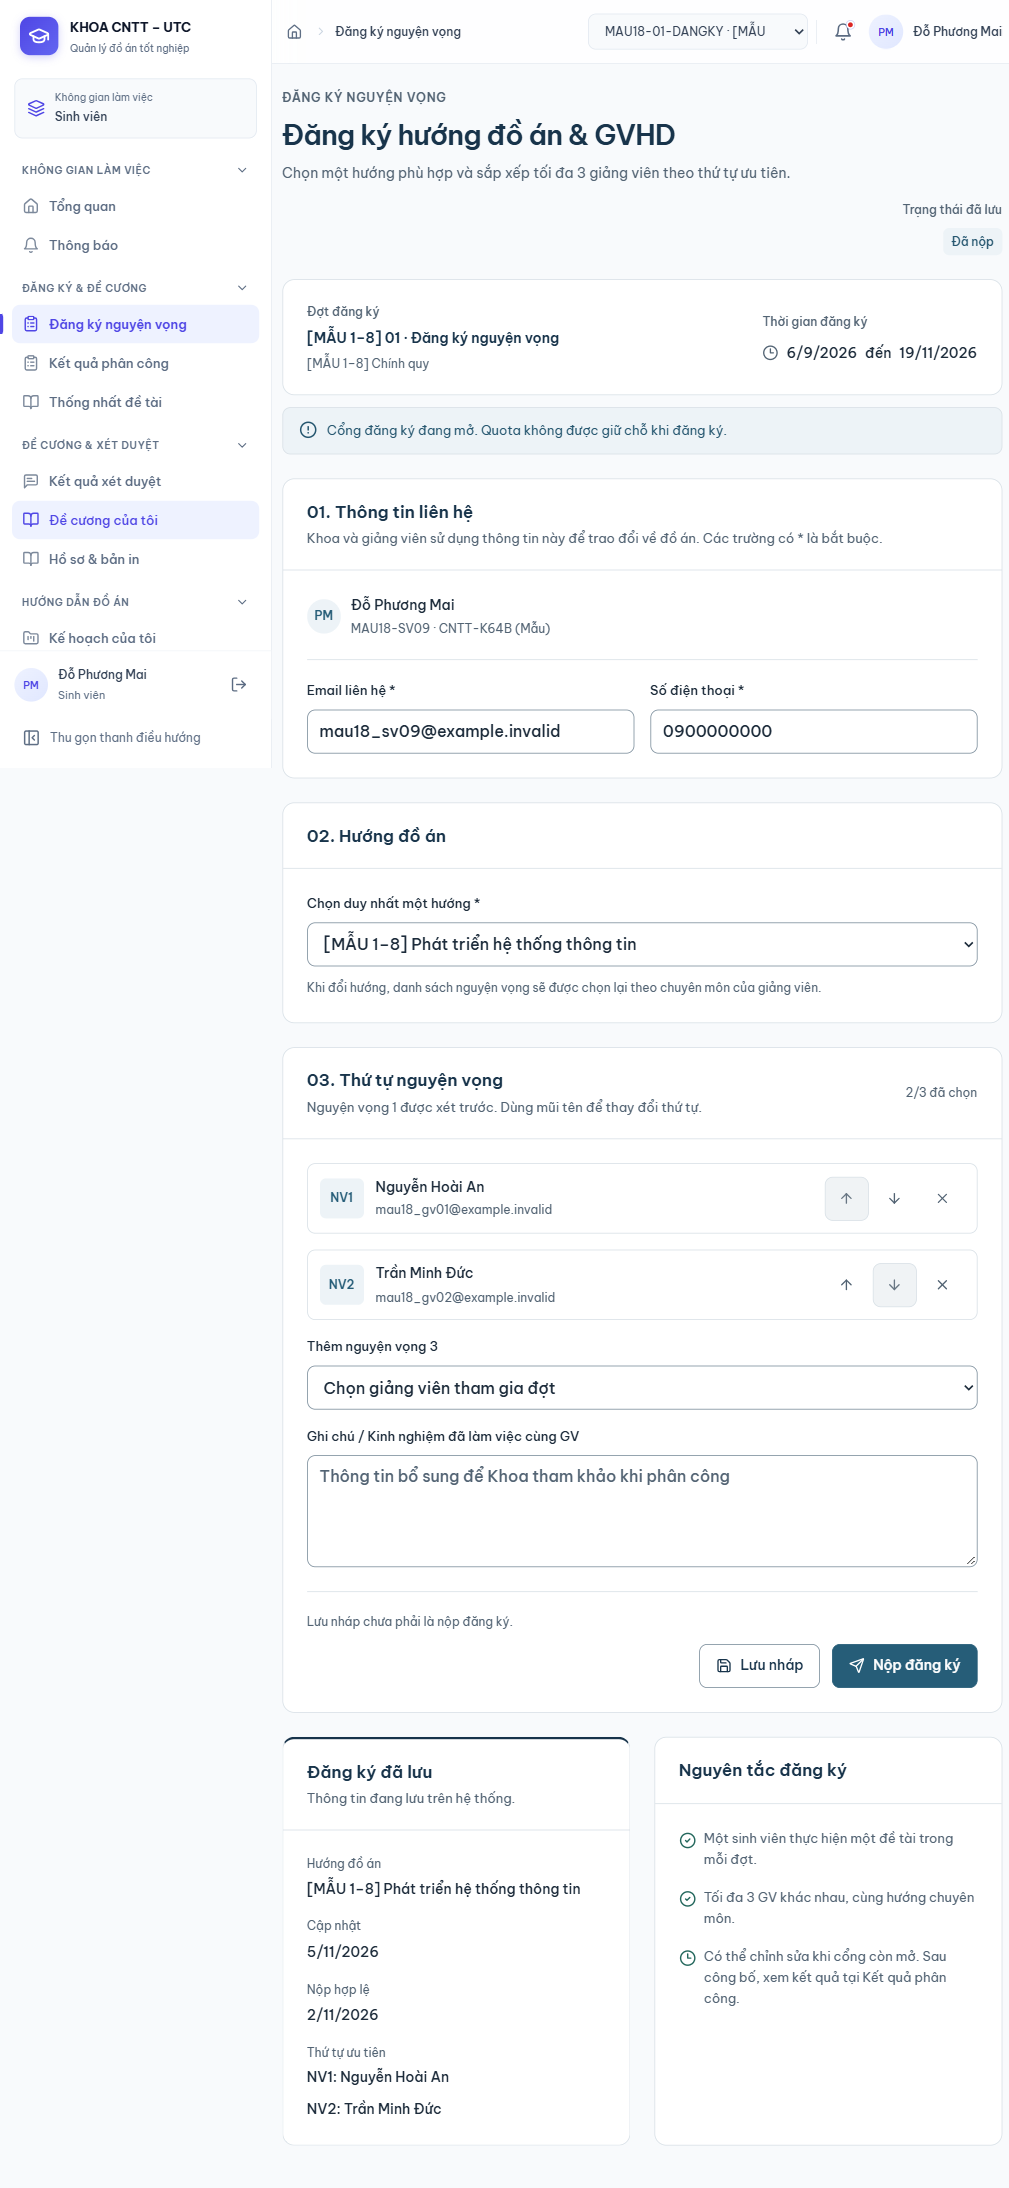 KHOA CNTT – UTC
Quản lý đồ án tốt nghiệp
Không gian làm việc
Sinh viên
KHÔNG GIAN LÀM VIỆC
Tổng quan
Thông báo
ĐĂNG KÝ & ĐỀ CƯƠNG
Đăng ký nguyện vọng
Kết quả phân công
Thống nhất đề tài
ĐỀ CƯƠNG & XÉT DUYỆT
Kết quả xét duyệt
Đề cương của tôi
Hồ sơ & bản in
HƯỚNG DẪN ĐỒ ÁN
Kế hoạch của tôi
PM
Đỗ Phương Mai
Sinh viên
Thu gọn thanh điều hướng
Đăng ký nguyện vọng
MAU18-01-DANGKY · [MẪU
PM
Đỗ Phương Mai
ĐĂNG KÝ NGUYỆN VỌNG
Đăng ký hướng đồ án & GVHD
Chọn một hướng phù hợp và sắp xếp tối đa 3 giảng viên theo thứ tự ưu tiên.
Trạng thái đã lưu
Đã nộp
Đợt đăng ký
[MẪU 1–8] 01 · Đăng ký nguyện vọng
[MẪU 1–8] Chính quy
Thời gian đăng ký
6/9/2026 đến 19/11/2026
Cổng đăng ký đang mở. Quota không được giữ chỗ khi đăng ký.
01. Thông tin liên hệ
Khoa và giảng viên sử dụng thông tin này để trao đổi về đồ án. Các trường có * là bắt buộc.
PM
Đỗ Phương Mai
MAU18-SV09 · CNTT-K64B (Mẫu)
Email liên hệ *
mau18_sv09@example.invalid
Số điện thoại *
0900000000
02. Hướng đồ án
Chọn duy nhất một hướng *
[MẪU 1–8] Phát triển hệ thống thông tin
Khi đổi hướng, danh sách nguyện vọng sẽ được chọn lại theo chuyên môn của giảng viên.
03. Thứ tự nguyện vọng
Nguyện vọng 1 được xét trước. Dùng mũi tên để thay đổi thứ tự.
2/3 đã chọn
NV1
Nguyễn Hoài An
mau18_gv01@example.invalid
NV2
Trần Minh Đức
mau18_gv02@example.invalid
Thêm nguyện vọng 3
Chọn giảng viên tham gia đợt
Ghi chú / Kinh nghiệm đã làm việc cùng GV
Thông tin bổ sung để Khoa tham khảo khi phân công
Lưu nháp chưa phải là nộp đăng ký.
Lưu nháp
Nộp đăng ký
Đăng ký đã lưu
Thông tin đang lưu trên hệ thống.
Hướng đồ án
[MẪU 1–8] Phát triển hệ thống thông tin
Cập nhật
5/11/2026
Nộp hợp lệ
2/11/2026
Thứ tự ưu tiên
NV1: Nguyễn Hoài An
NV2: Trần Minh Đức
Nguyên tắc đăng ký
Một sinh viên thực hiện một đề tài trong
mỗi đợt.
Tối đa 3 GV khác nhau, cùng hướng chuyên
môn.
Có thể chỉnh sửa khi cổng còn mở. Sau
công bố, xem kết quả tại Kết quả phân
công.